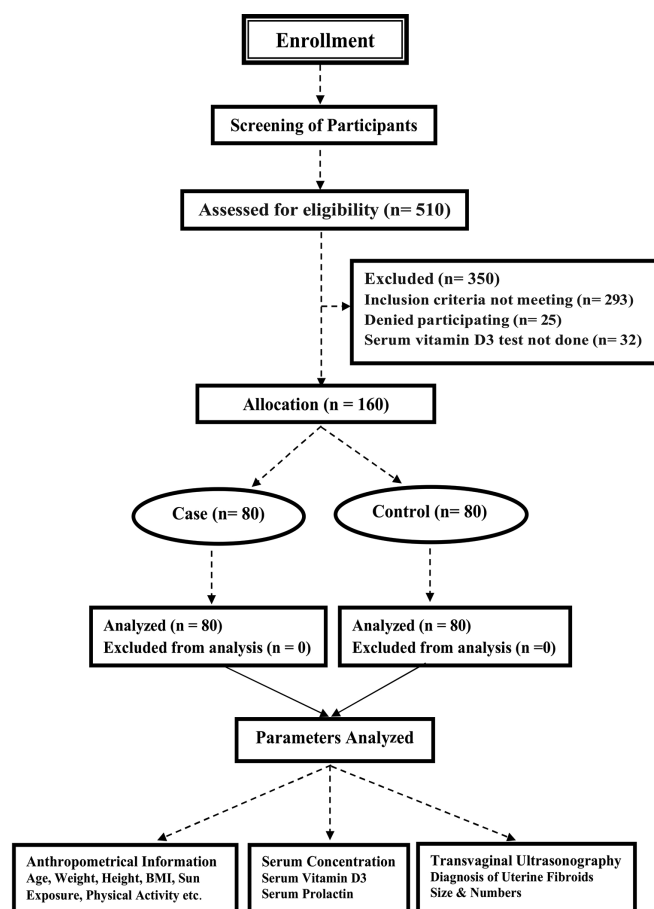 Enrollment
Screening of Participants
Assessed for eligibility (n= 510)
Excluded (n= 350)
Inclusion criteria not meeting (n= 293)
Denied participating (n= 25)
Serum vitamin D3 test not done (n= 32)
Allocation (n = 160)
Case (n= 80)
Control (n= 80)
Analyzed (n = 80)
Excluded from analysis (n = 0)
Analyzed (n = 80)
Excluded from analysis (n =0)
Parameters Analyzed
Anthropometrical Information
Age, Weight, Height, BMI, Sun
Exposure, Physical Activity etc.
Serum Concentration
Serum Vitamin D3
Serum Prolactin
Transvaginal Ultrasonography
Diagnosis of Uterine Fibroids
Size & Numbers